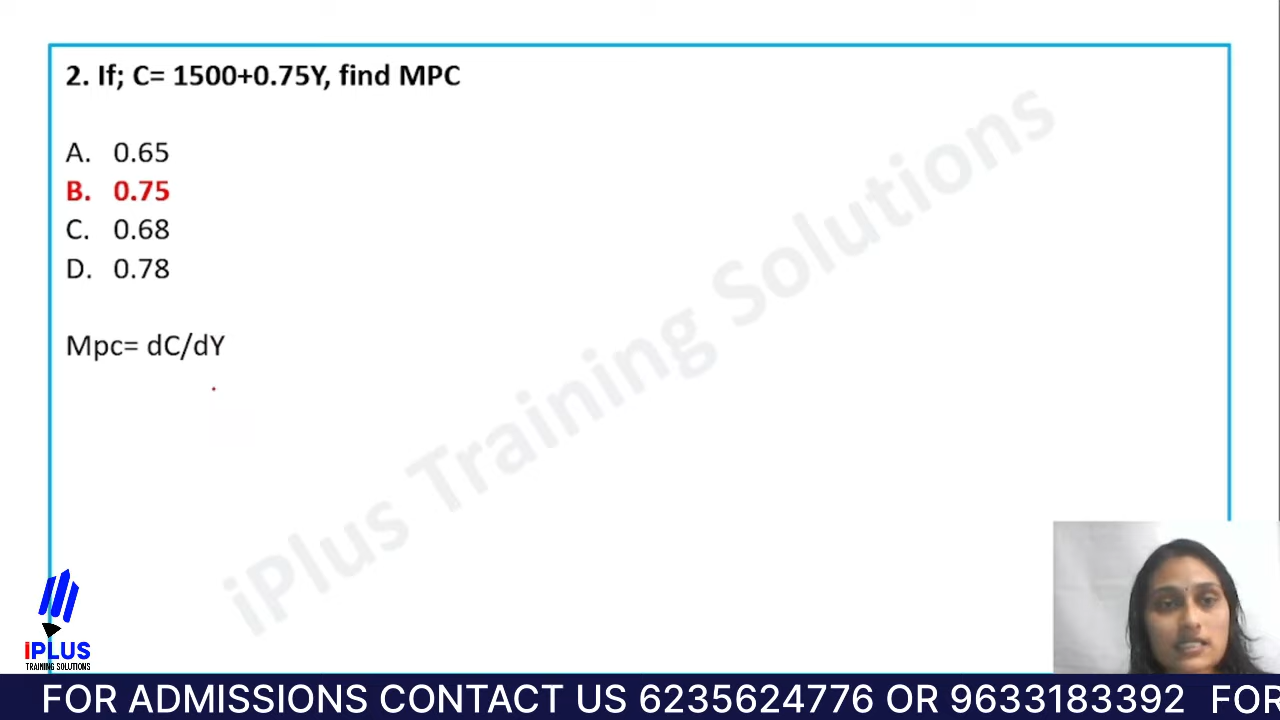 2. If; C= 1500+0.75Y, find MPC
A. 0.65
B. 0.75
C. 0.68
D. 0.78
Mpc= dC/dY
iPlus Training Solutions
iPLUS
TRAINING SOLUTIONS
FOR ADMISSIONS CONTACT US 6235624776 OR 9633183392 FOR